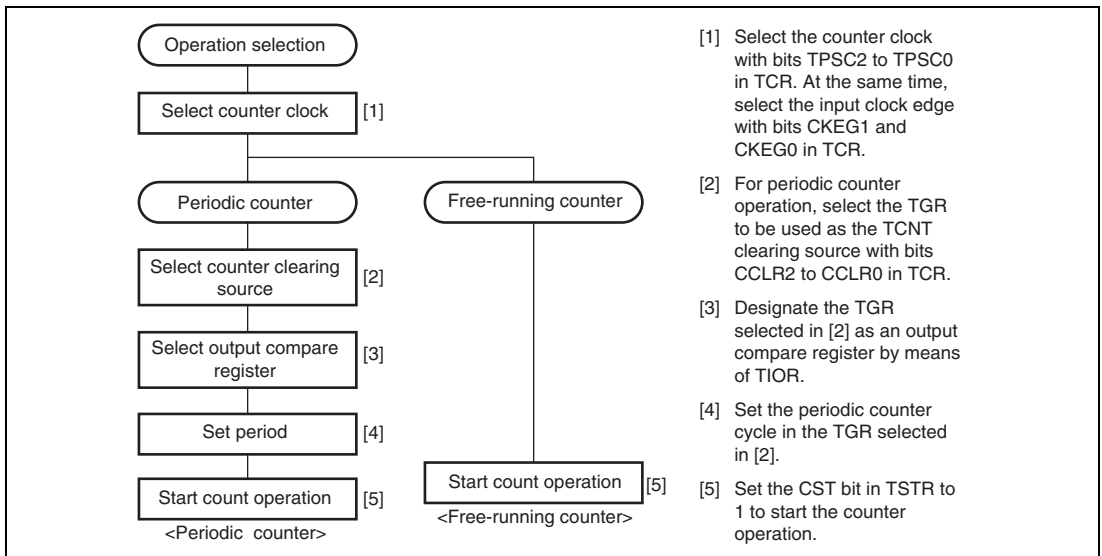 Operation selection
Select counter clock
[1]
Periodic counter
Free-running counter
Select counter clearing
source
[2]
Select output compare
register
[3]
Set period
[4]
Start count operation
[5]
<Periodic counter>
Start count operation
[5]
<Free-running counter>
[1] Select the counter clock
with bits TPSC2 to TPSC0
in TCR. At the same time,
select the input clock edge
with bits CKEG1 and
CKEG0 in TCR.
[2] For periodic counter
operation, select the TGR
to be used as the TCNT
clearing source with bits
CCLR2 to CCLR0 in TCR.
[3] Designate the TGR
selected in [2] as an output
compare register by means
of TIOR.
[4] Set the periodic counter
cycle in the TGR selected
in [2].
[5] Set the CST bit in TSTR to
1 to start the counter
operation.